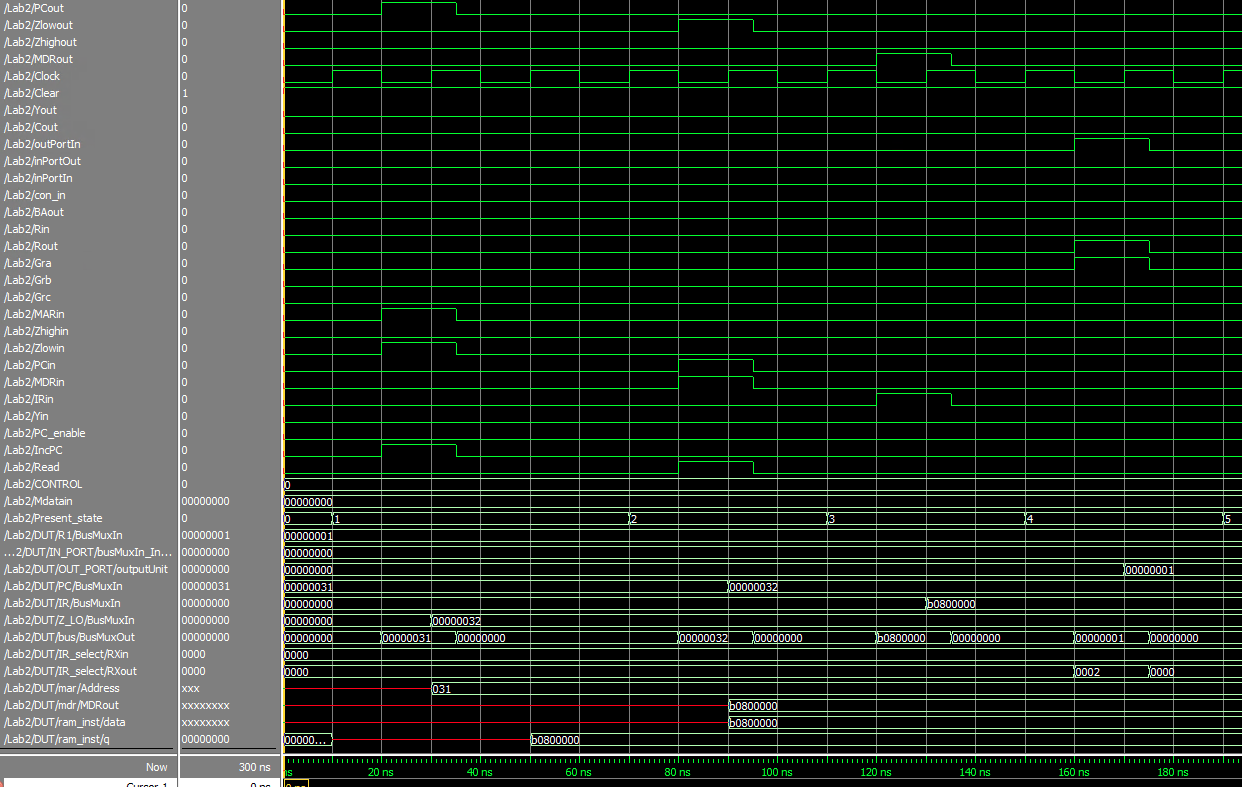 /Lab2/PCout 0
/Lab2/Zlowout 0
/Lab2/Zhighout 0
/Lab2/MDRout 0
/Lab2/Clock 0
/Lab2/Clear 1
/Lab2/Yout 0
/Lab2/Cout 0
/Lab2/outPortIn 0
/Lab2/inPortOut 0
/Lab2/inPortIn 0
/Lab2/con_in 0
/Lab2/BAout 0
/Lab2/Rin 0
/Lab2/Rout 0
/Lab2/Gra 0
/Lab2/Grb 0
/Lab2/Grc 0
/Lab2/MARin 0
/Lab2/Zhighin 0
/Lab2/Zlowin 0
/Lab2/PCin 0
/Lab2/MDRin 0
/Lab2/IRin 0
/Lab2/Yin 0
/Lab2/PC_enable 0
/Lab2/IncPC 0
/Lab2/Read 0
/Lab2/CONTROL 0 0
/Lab2/Mdatain 00000000 00000000
/Lab2/Present_state 0 0 1 2 3 4 5
/Lab2/DUT/R1/BusMuxIn 00000001 00000001
...2/DUT/IN_PORT/busMuxIn_In... 00000000 00000000
/Lab2/DUT/OUT_PORT/outputUnit 00000000 00000000 00000001
/Lab2/DUT/PC/BusMuxIn 00000031 00000031 00000032
/Lab2/DUT/IR/BusMuxIn 00000000 00000000 b0800000
/Lab2/DUT/Z_LO/BusMuxIn 00000000 00000000 00000032
/Lab2/DUT/bus/BusMuxOut 00000000 00000000 00000031 00000000 00000032 00000000 b0800000 00000000 00000001 00000000
/Lab2/DUT/IR_select/RXin 0000 0000
/Lab2/DUT/IR_select/RXout 0000 0000 0002 0000
/Lab2/DUT/mar/Address xxx 031
/Lab2/DUT/mdr/MDRout xxxxxxxx b0800000
/Lab2/DUT/ram_inst/data xxxxxxxx b0800000
/Lab2/DUT/ram_inst/q 00000000 00000... b0800000
Now 300 ns ns 20 ns 40 ns 60 ns 80 ns 100 ns 120 ns 140 ns 160 ns 180 ns
Cursor 1 0 ns 0 ns